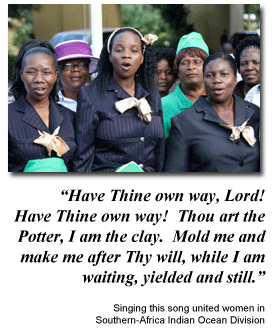 “Have Thine own way, Lord!
Have Thine own way!  Thou art the
Potter, I am the clay.  Mold me and
make me after Thy will, while I am
waiting, yielded and still.”
Singing this song united women in
Southern-Africa Indian Ocean Division